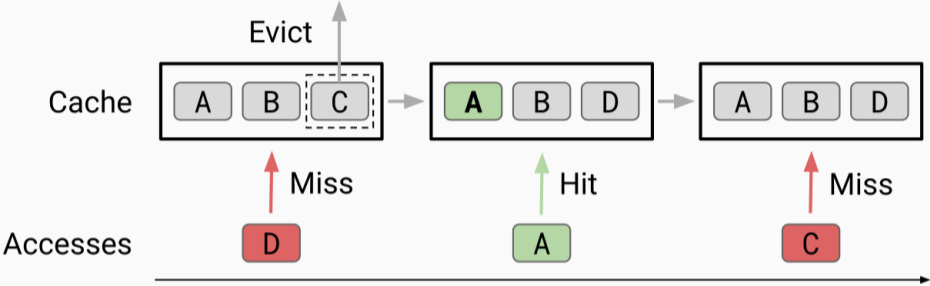 Evict
Cache A B C A B D A B D
Miss Hit Miss
Accesses D A C